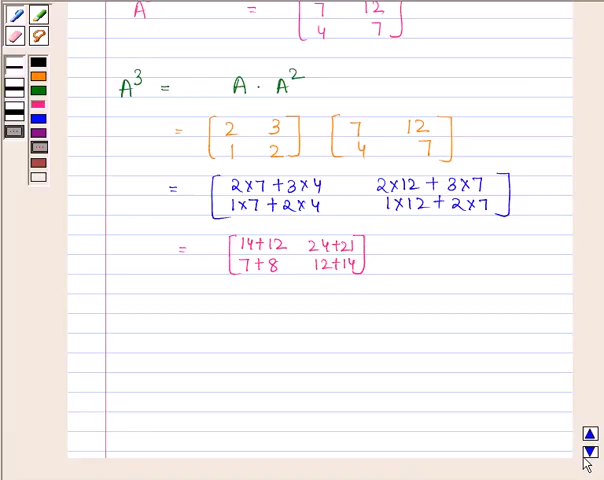 A = [ 7 12
4 7 ]
A³ = A · A²
= [ 2 3 [ 7 12
1 2 ] 4 7 ]
= [ 2×7+3×4 2×12+3×7
1×7+2×4 1×12+2×7 ]
= [ 14+12 24+21
7+8 12+14 ]